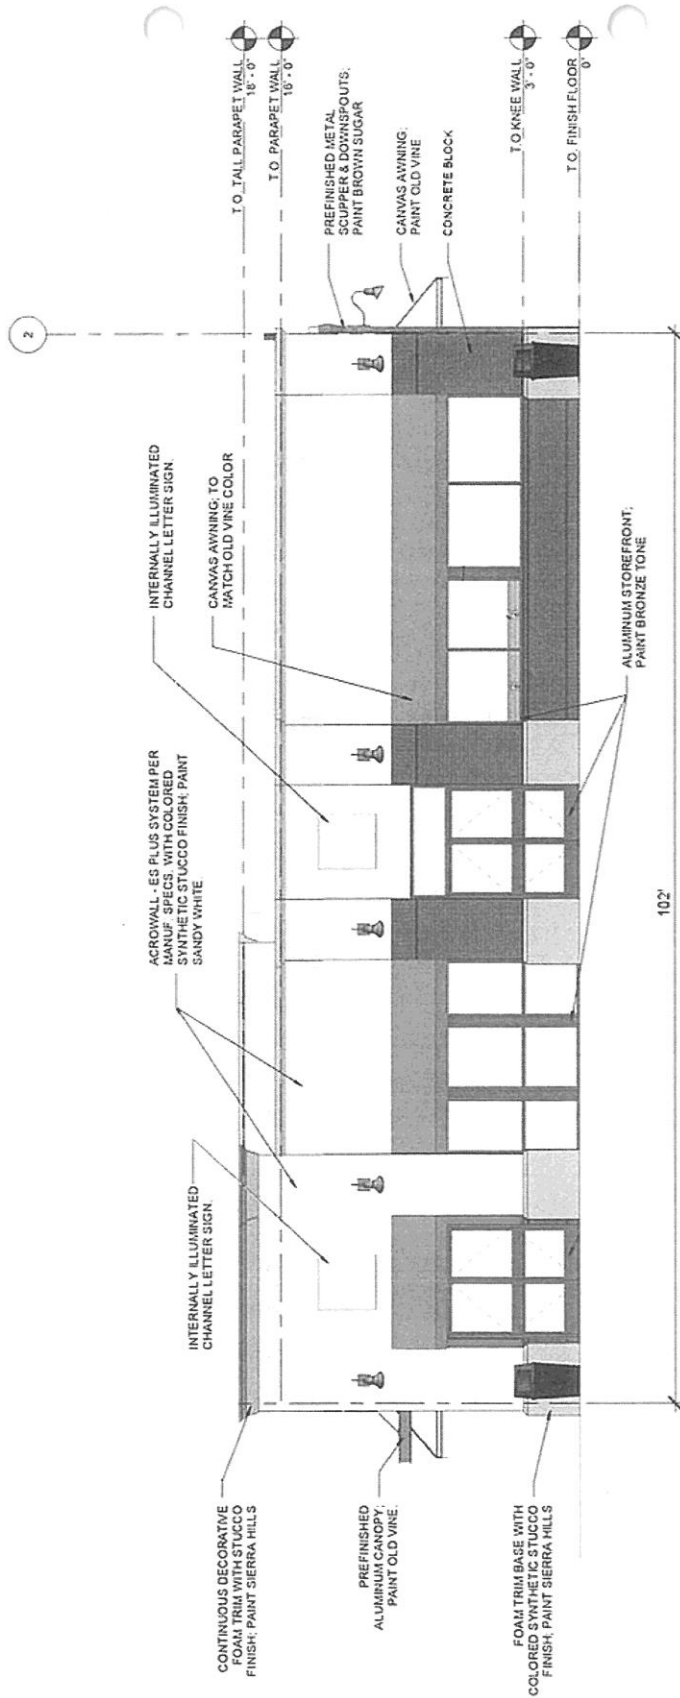 2
INTERNALLY ILLUMINATED
CHANNEL LETTER SIGN.
ACROWALL - ES PLUS SYSTEM PER
MANUF. SPECS. WITH COLORED
SYNTHETIC STUCCO FINISH; PAINT
SANDY WHITE.
INTERNALLY ILLUMINATED
CHANNEL LETTER SIGN.
CANVAS AWNING; TO
MATCH OLD VINE COLOR
CONTINUOUS DECORATIVE
FOAM TRIM WITH STUCCO
FINISH; PAINT SIERRA HILLS
PREFINISHED
ALUMINUM CANOPY;
PAINT OLD VINE.
FOAM TRIM BASE WITH
COLORED SYNTHETIC STUCCO
FINISH; PAINT SIERRA HILLS
T.O. TALL PARAPET WALL
18' - 0"
T.O. PARAPET WALL
16' - 0"
PREFINISHED METAL
SCUPPER & DOWNSPOUTS;
PAINT BROWN SUGAR
CANVAS AWNING;
PAINT OLD VINE
CONCRETE BLOCK
T.O. KNEE WALL
3' - 0"
T.O. FINISH FLOOR
0"
ALUMINUM STOREFRONT;
PAINT BRONZE TONE
102'